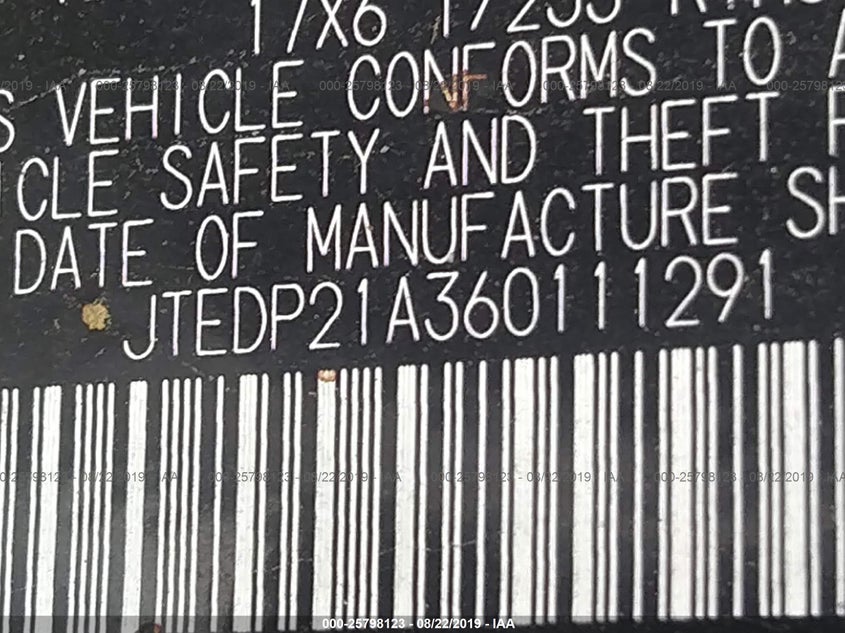 17X6 17235
S VEHICLE CONFORMS TO A
ICLE SAFETY AND THEFT
DATE OF MANUFACTURE SH
JTEDP21A360111291
000-25798123 - 08/22/2019 - IAA